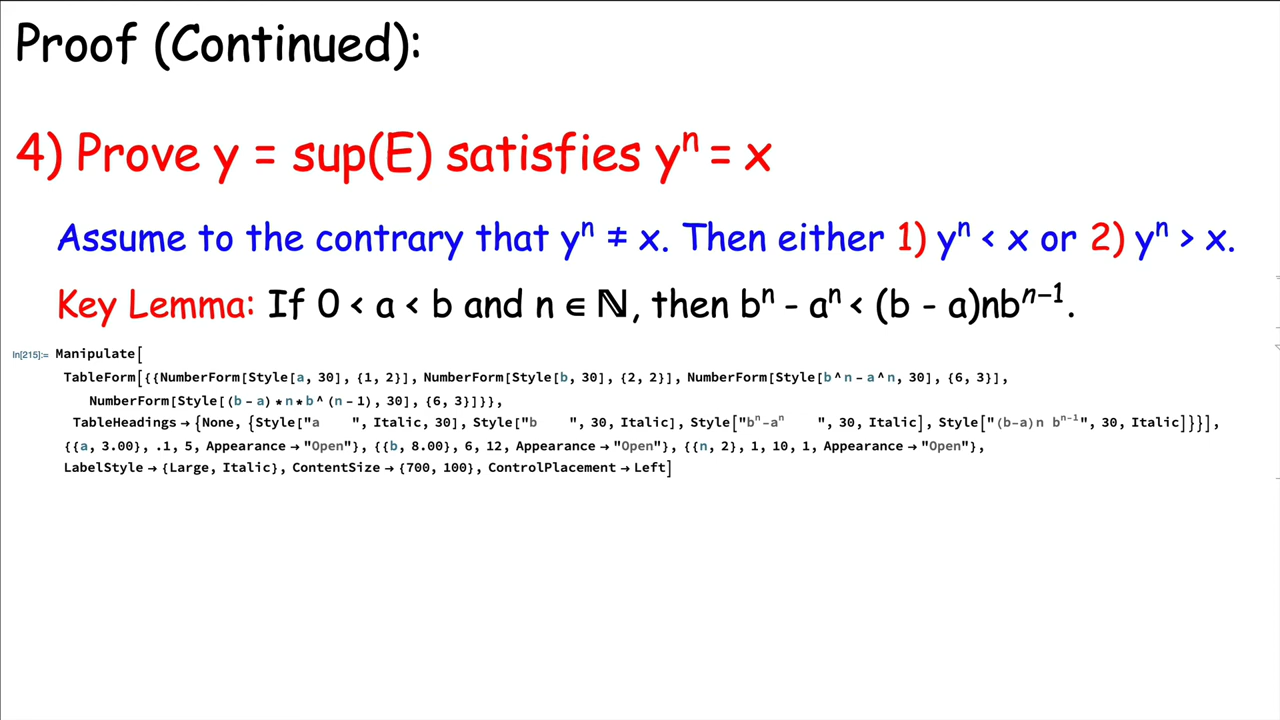 Proof (Continued):
4) Prove y = sup(E) satisfies yⁿ = x
Assume to the contrary that yⁿ ≠ x. Then either 1) yⁿ < x or 2) yⁿ > x.
Key Lemma: If 0 < a < b and n ∈ ℕ, then bⁿ - aⁿ < (b - a)nbⁿ⁻¹.
In[215]:= Manipulate[
TableForm[{{NumberForm[Style[a, 30], {1, 2}], NumberForm[Style[b, 30], {2, 2}], NumberForm[Style[b^n - a^n, 30], {6, 3}],
NumberForm[Style[(b - a) * n * b^(n - 1), 30], {6, 3}]}},
TableHeadings → {None, {Style["a    ", Italic, 30], Style["b    ", 30, Italic], Style["bⁿ-aⁿ    ", 30, Italic], Style["(b-a)n bⁿ⁻¹", 30, Italic]}}],
{{a, 3.00}, .1, 5, Appearance → "Open"}, {{b, 8.00}, 6, 12, Appearance → "Open"}, {{n, 2}, 1, 10, 1, Appearance → "Open"},
LabelStyle → {Large, Italic}, ContentSize → {700, 100}, ControlPlacement → Left]